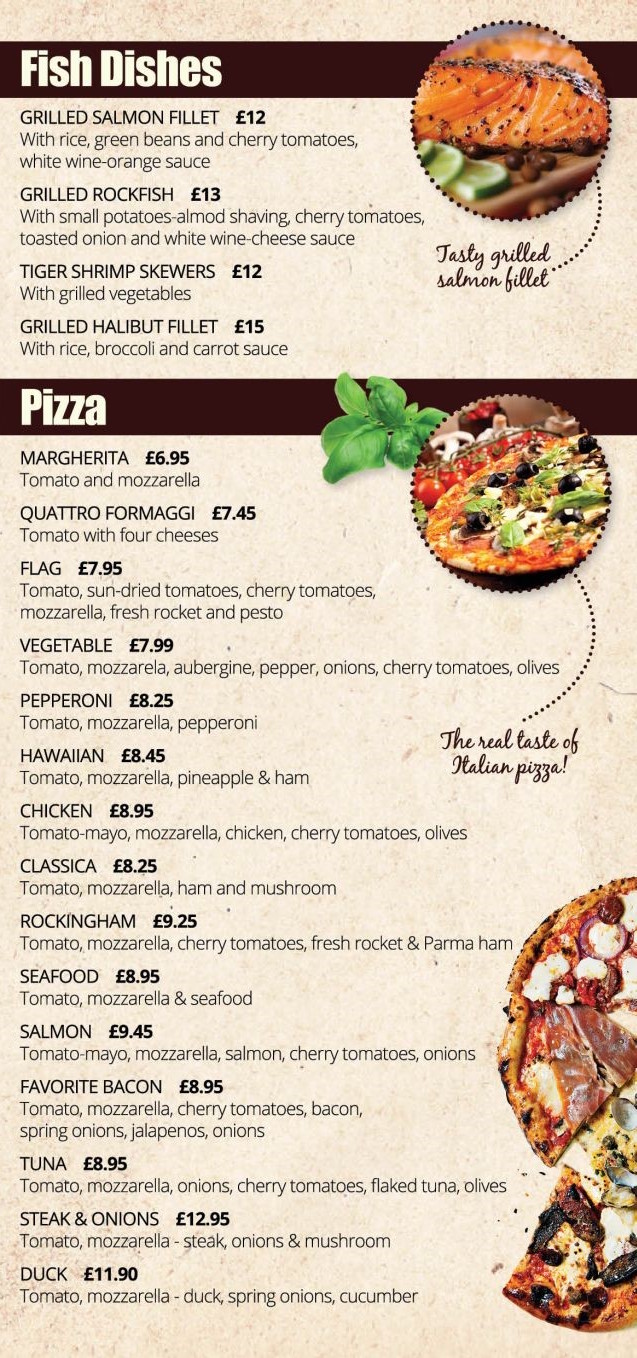 Fish Dishes
GRILLED SALMON FILLET £12
With rice, green beans and cherry tomatoes,
white wine-orange sauce
GRILLED ROCKFISH £13
With small potatoes-almod shaving, cherry tomatoes,
toasted onion and white wine-cheese sauce
TIGER SHRIMP SKEWERS £12
With grilled vegetables
GRILLED HALIBUT FILLET £15
With rice, broccoli and carrot sauce
Tasty grilled
salmon fillet
Pizza
MARGHERITA £6.95
Tomato and mozzarella
QUATTRO FORMAGGI £7.45
Tomato with four cheeses
FLAG £7.95
Tomato, sun-dried tomatoes, cherry tomatoes,
mozzarella, fresh rocket and pesto
VEGETABLE £7.99
Tomato, mozzarela, aubergine, pepper, onions, cherry tomatoes, olives
PEPPERONI £8.25
Tomato, mozzarella, pepperoni
HAWAIIAN £8.45
Tomato, mozzarella, pineapple & ham
CHICKEN £8.95
Tomato-mayo, mozzarella, chicken, cherry tomatoes, olives
CLASSICA £8.25
Tomato, mozzarella, ham and mushroom
ROCKINGHAM £9.25
Tomato, mozzarella, cherry tomatoes, fresh rocket & Parma ham
SEAFOOD £8.95
Tomato, mozzarella & seafood
SALMON £9.45
Tomato-mayo, mozzarella, salmon, cherry tomatoes, onions
FAVORITE BACON £8.95
Tomato, mozzarella, cherry tomatoes, bacon,
spring onions, jalapenos, onions
TUNA £8.95
Tomato, mozzarella, onions, cherry tomatoes, flaked tuna, olives
STEAK & ONIONS £12.95
Tomato, mozzarella - steak, onions & mushroom
DUCK £11.90
Tomato, mozzarella - duck, spring onions, cucumber
The real taste of
Italian pizza!